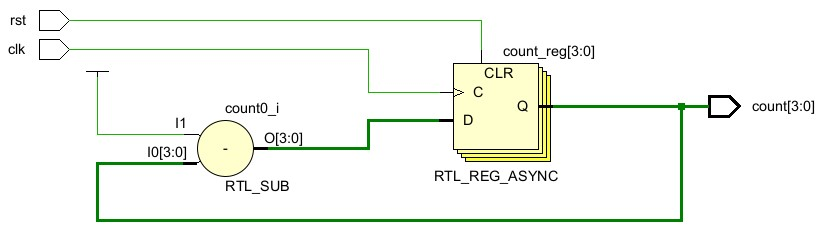 rst
clk
count_reg[3:0]
CLR
C
Q
D
count[3:0]
RTL_REG_ASYNC
count0_i
I1
I0[3:0]
-
O[3:0]
RTL_SUB